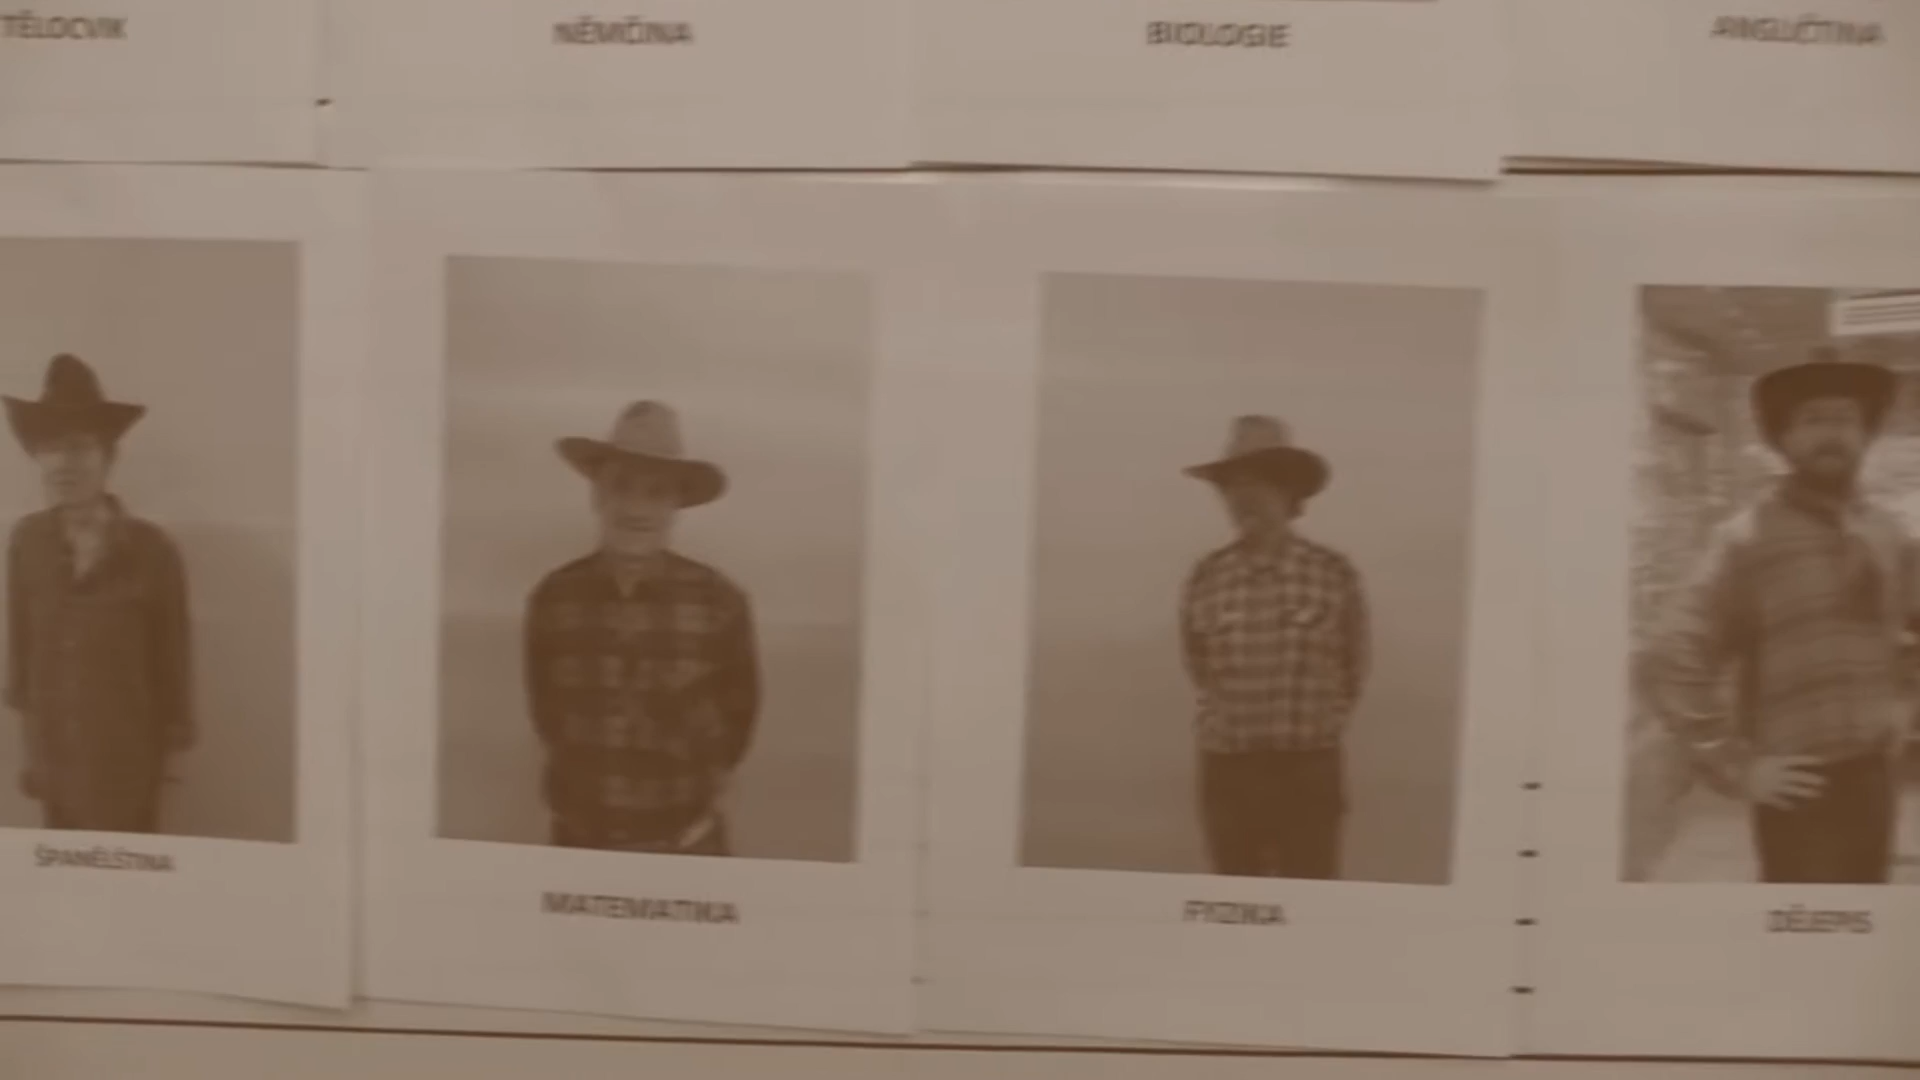 TĚLOCVIK
NĚMČINA
BIOLOGIE
ANGLIČTINA
ŠPANĚLŠTINA
MATEMATIKA
FYZIKA
DĚJEPIS